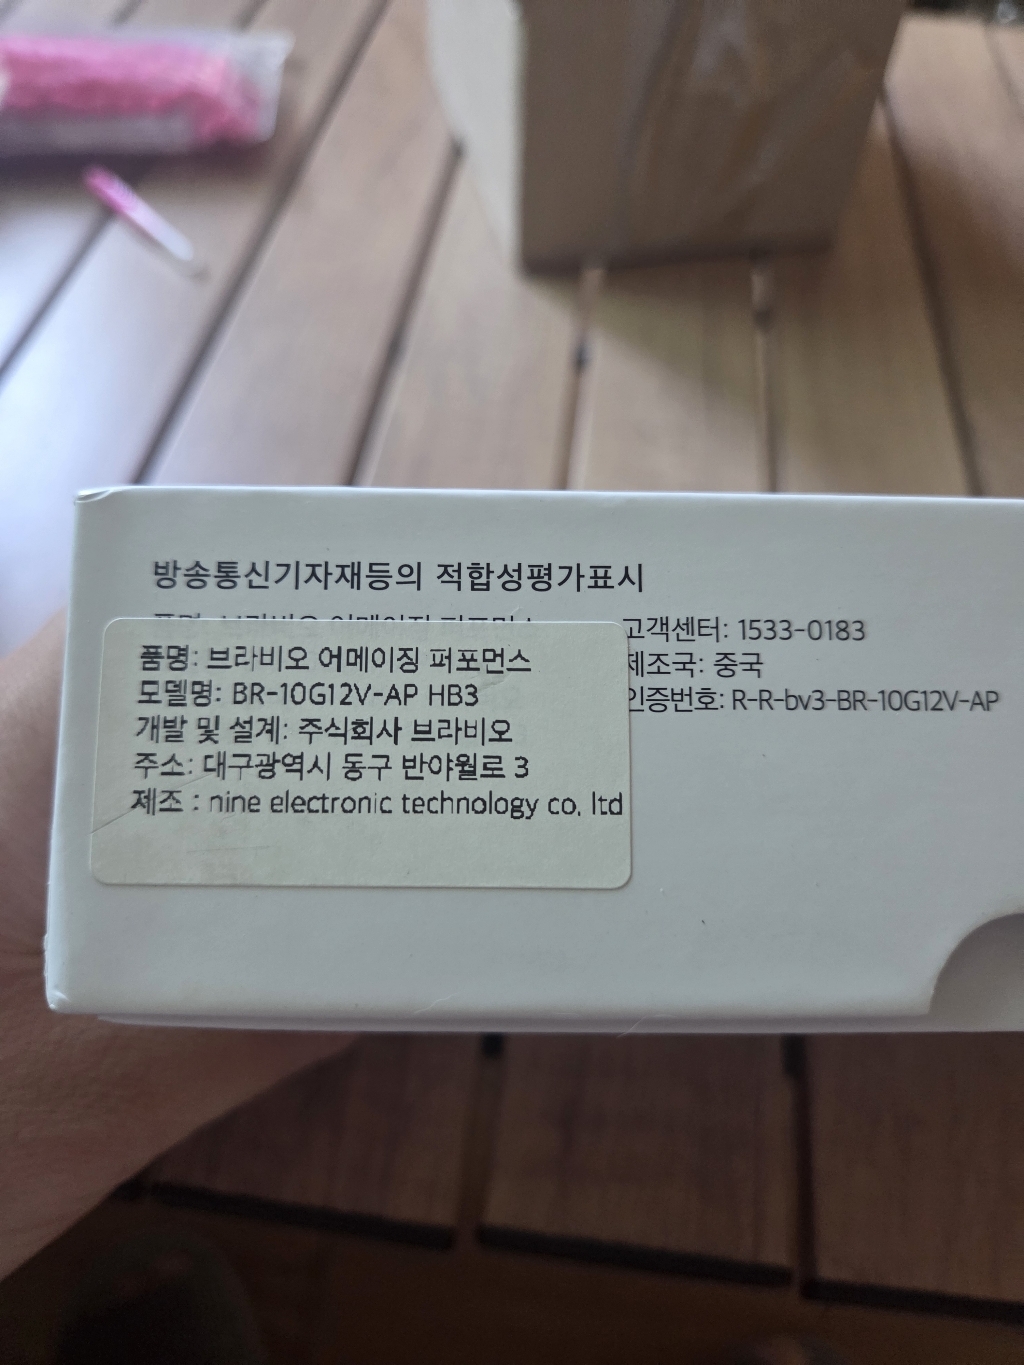 방송통신기자재등의 적합성평가표시
품명: 브라비오 어메이징 퍼포먼스
모델명: BR-10G12V-AP HB3
개발 및 설계: 주식회사 브라비오
주소: 대구광역시 동구 반야월로 3
제조 : nine electronic technology co, ltd
고객센터: 1533-0183
제조국: 중국
인증번호: R-R-bv3-BR-10G12V-AP